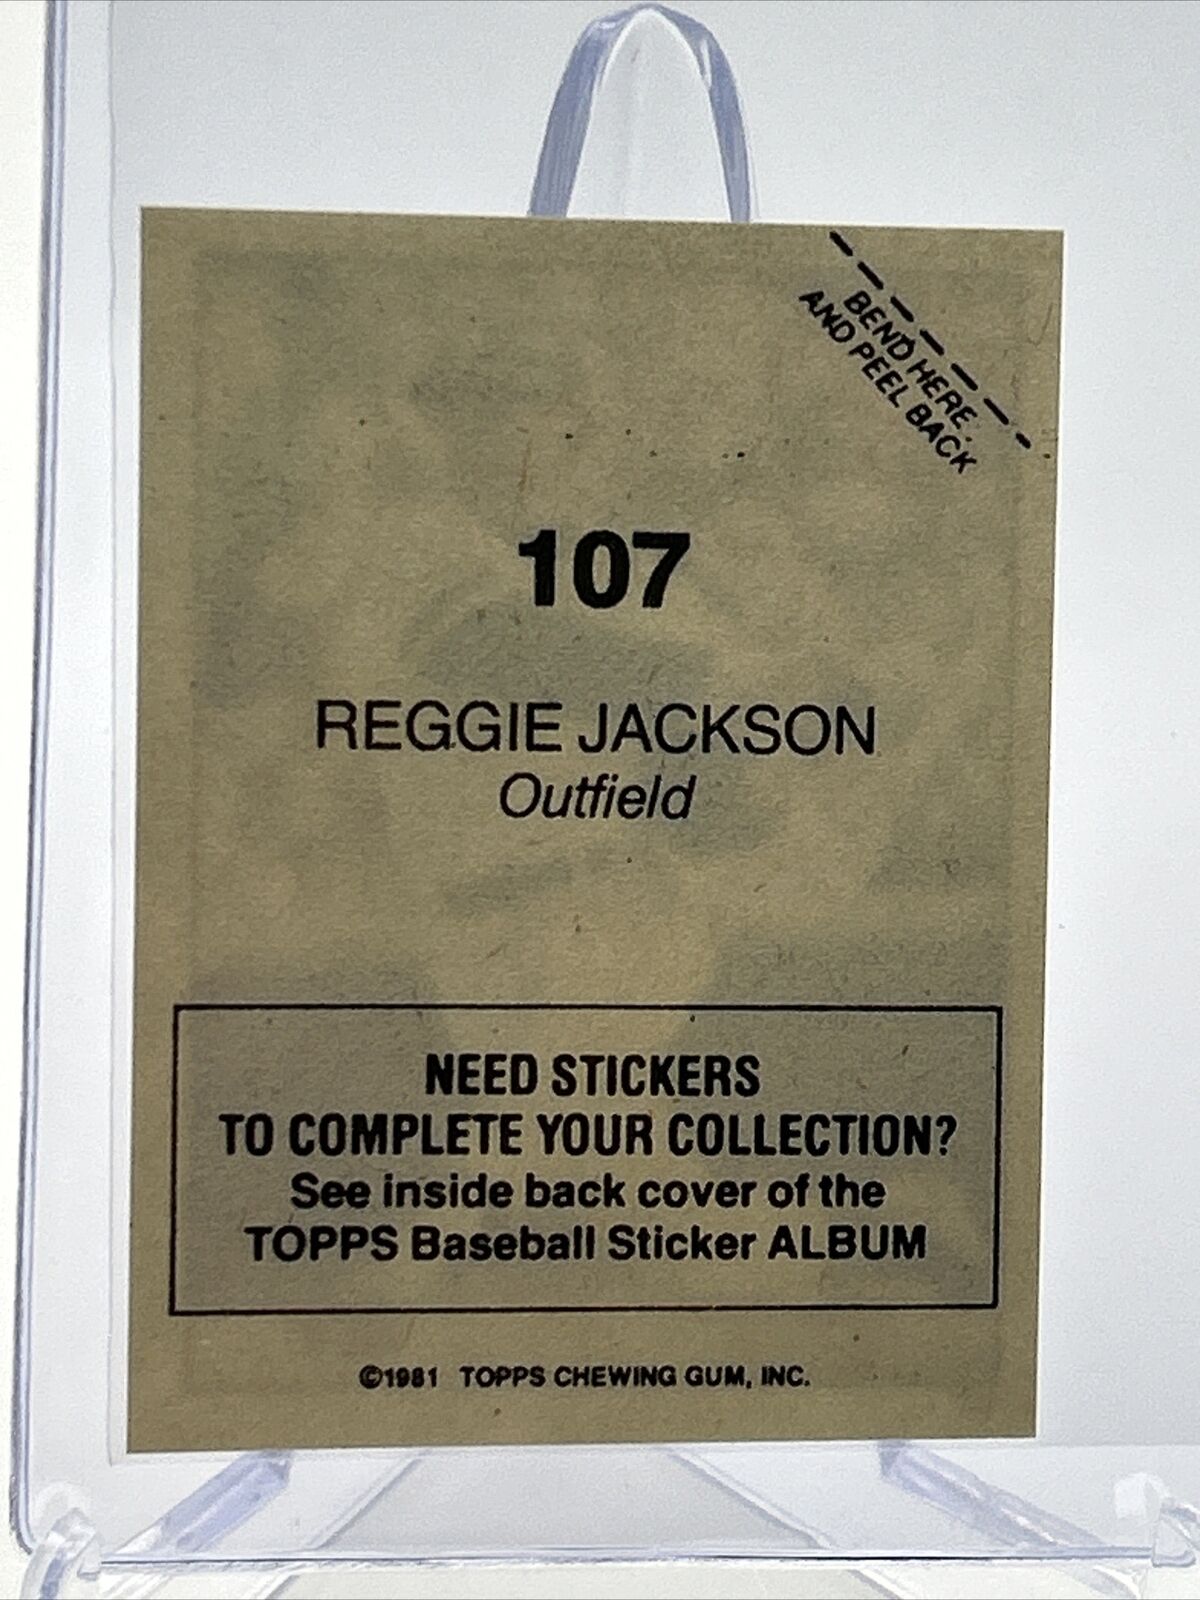 BEND HERE
AND PEEL BACK
107
REGGIE JACKSON
Outfield
NEED STICKERS
TO COMPLETE YOUR COLLECTION?
See inside back cover of the
TOPPS Baseball Sticker ALBUM
©1981 TOPPS CHEWING GUM, INC.